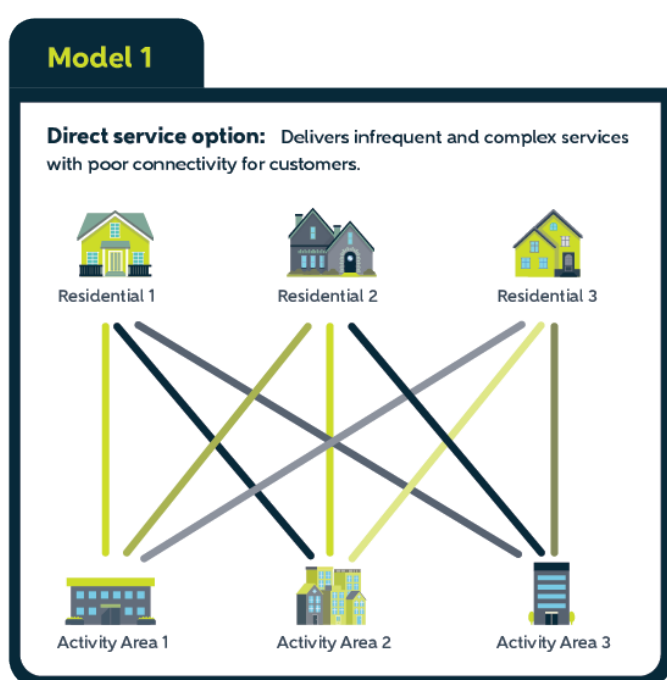 Model 1
Direct service option: Delivers infrequent and complex services
with poor connectivity for customers.
Residential 1
Residential 2
Residential 3
Activity Area 1
Activity Area 2
Activity Area 3